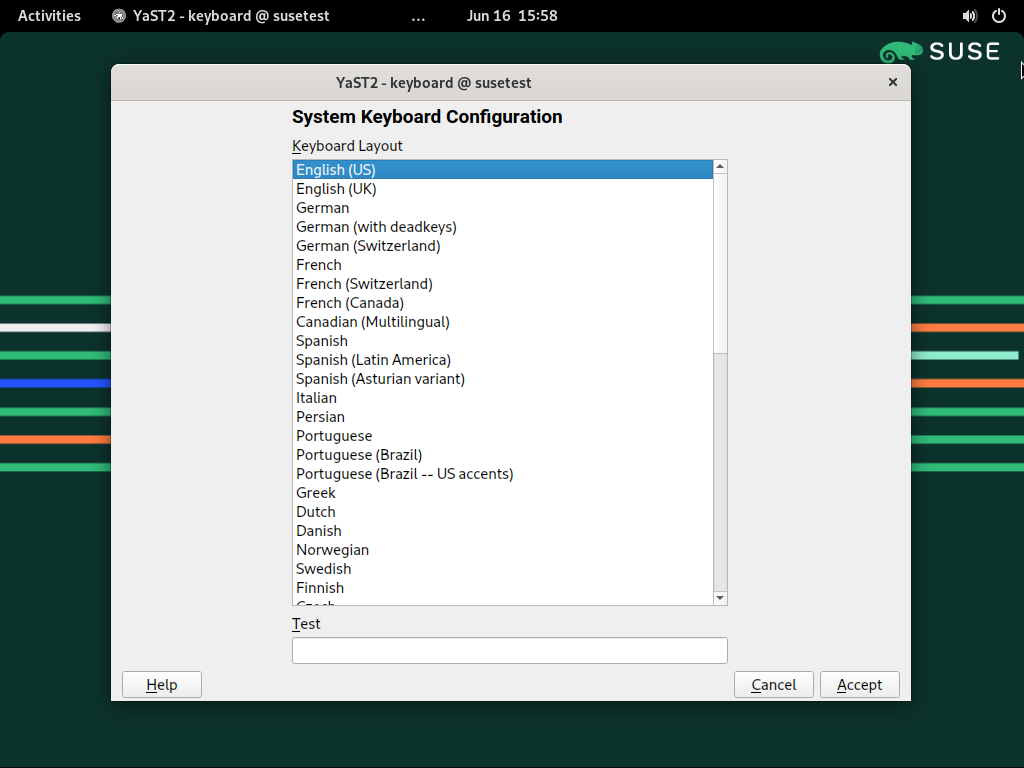 Activities YaST2 - keyboard @ susetest ... Jun 16 15:58
SUSE
YaST2 - keyboard @ susetest
System Keyboard Configuration
Keyboard Layout
English (US)
English (UK)
German
German (with deadkeys)
German (Switzerland)
French
French (Switzerland)
French (Canada)
Canadian (Multilingual)
Spanish
Spanish (Latin America)
Spanish (Asturian variant)
Italian
Persian
Portuguese
Portuguese (Brazil)
Portuguese (Brazil -- US accents)
Greek
Dutch
Danish
Norwegian
Swedish
Finnish
Czech
Test
Help Cancel Accept